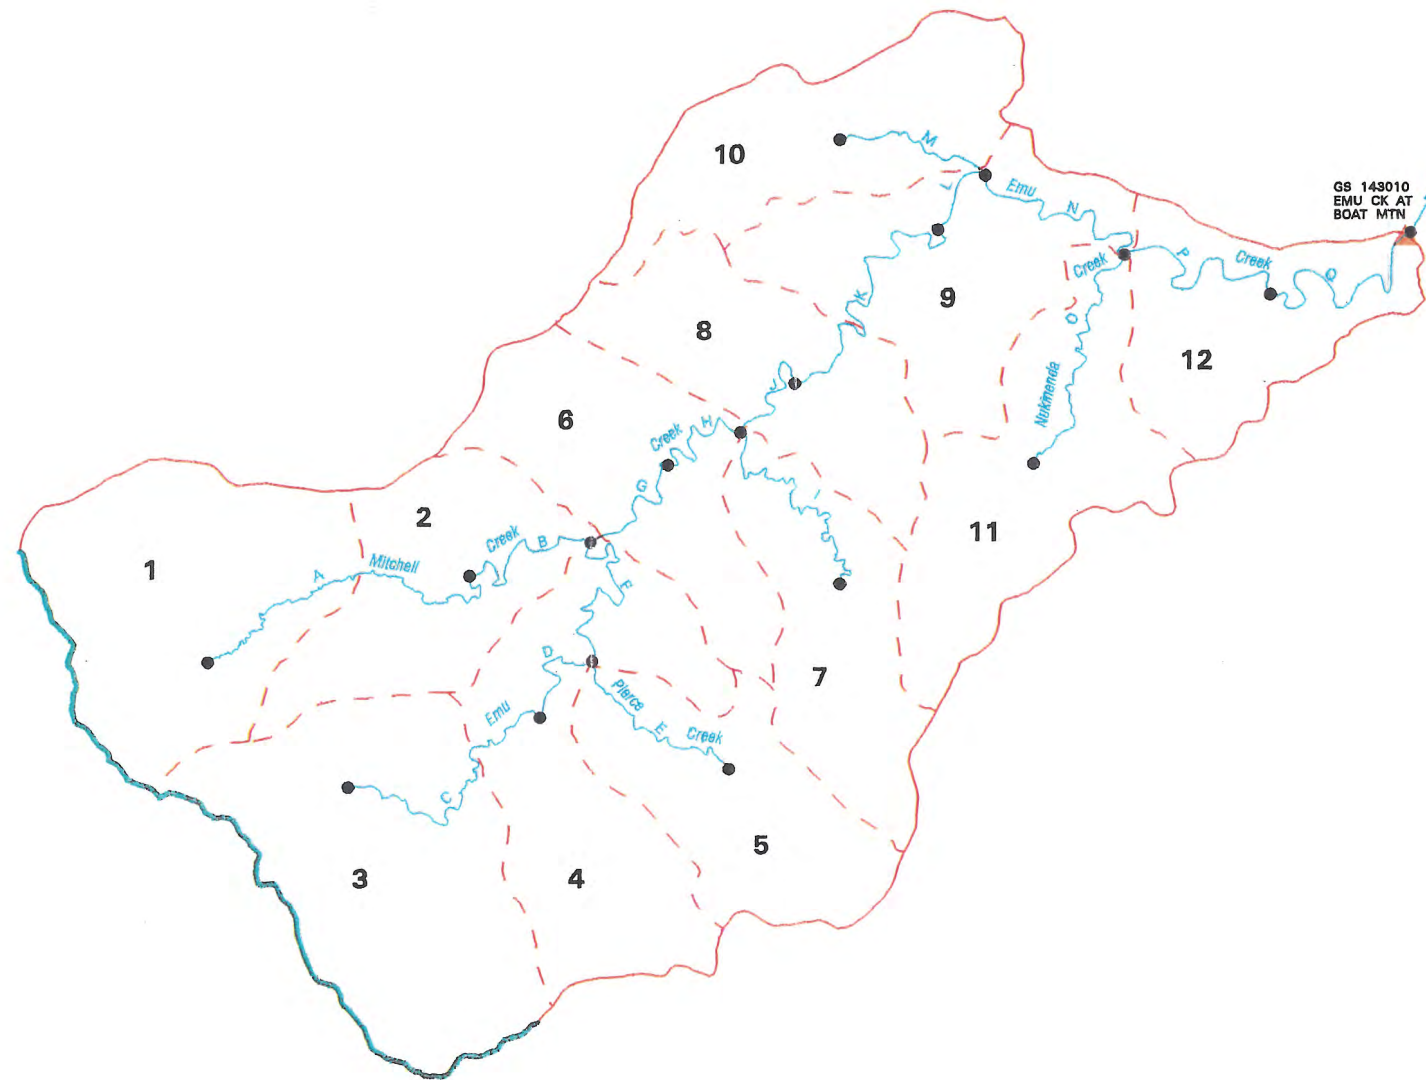 10
M
L
Emu
N
GS 143010
EMU CK AT
BOAT MTN
Creek
P
Creek
Q
K
9
O
8
12
J
Nukinenda
6
Creek
H
G
I
2
11
1
Creek
B
Mitchell
A
F
D
7
Pierce
Emu
E
Creek
C
5
3
4